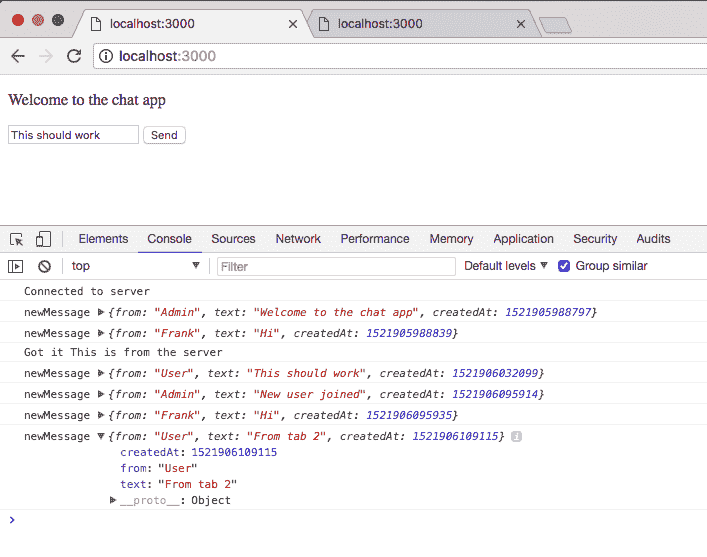 localhost:3000 localhost:3000
localhost:3000
Welcome to the chat app
This should work Send
Elements Console Sources Network Performance Memory Application Security Audits
top Filter Default levels Group similar
Connected to server
newMessage {from: "Admin", text: "Welcome to the chat app", createdAt: 1521905988797}
newMessage {from: "Frank", text: "Hi", createdAt: 1521905988839}
Got it This is from the server
newMessage {from: "User", text: "This should work", createdAt: 1521906032099}
newMessage {from: "Admin", text: "New user joined", createdAt: 1521906095914}
newMessage {from: "Frank", text: "Hi", createdAt: 1521906095935}
newMessage {from: "User", text: "From tab 2", createdAt: 1521906109115}
createdAt: 1521906109115
from: "User"
text: "From tab 2"
__proto__: Object